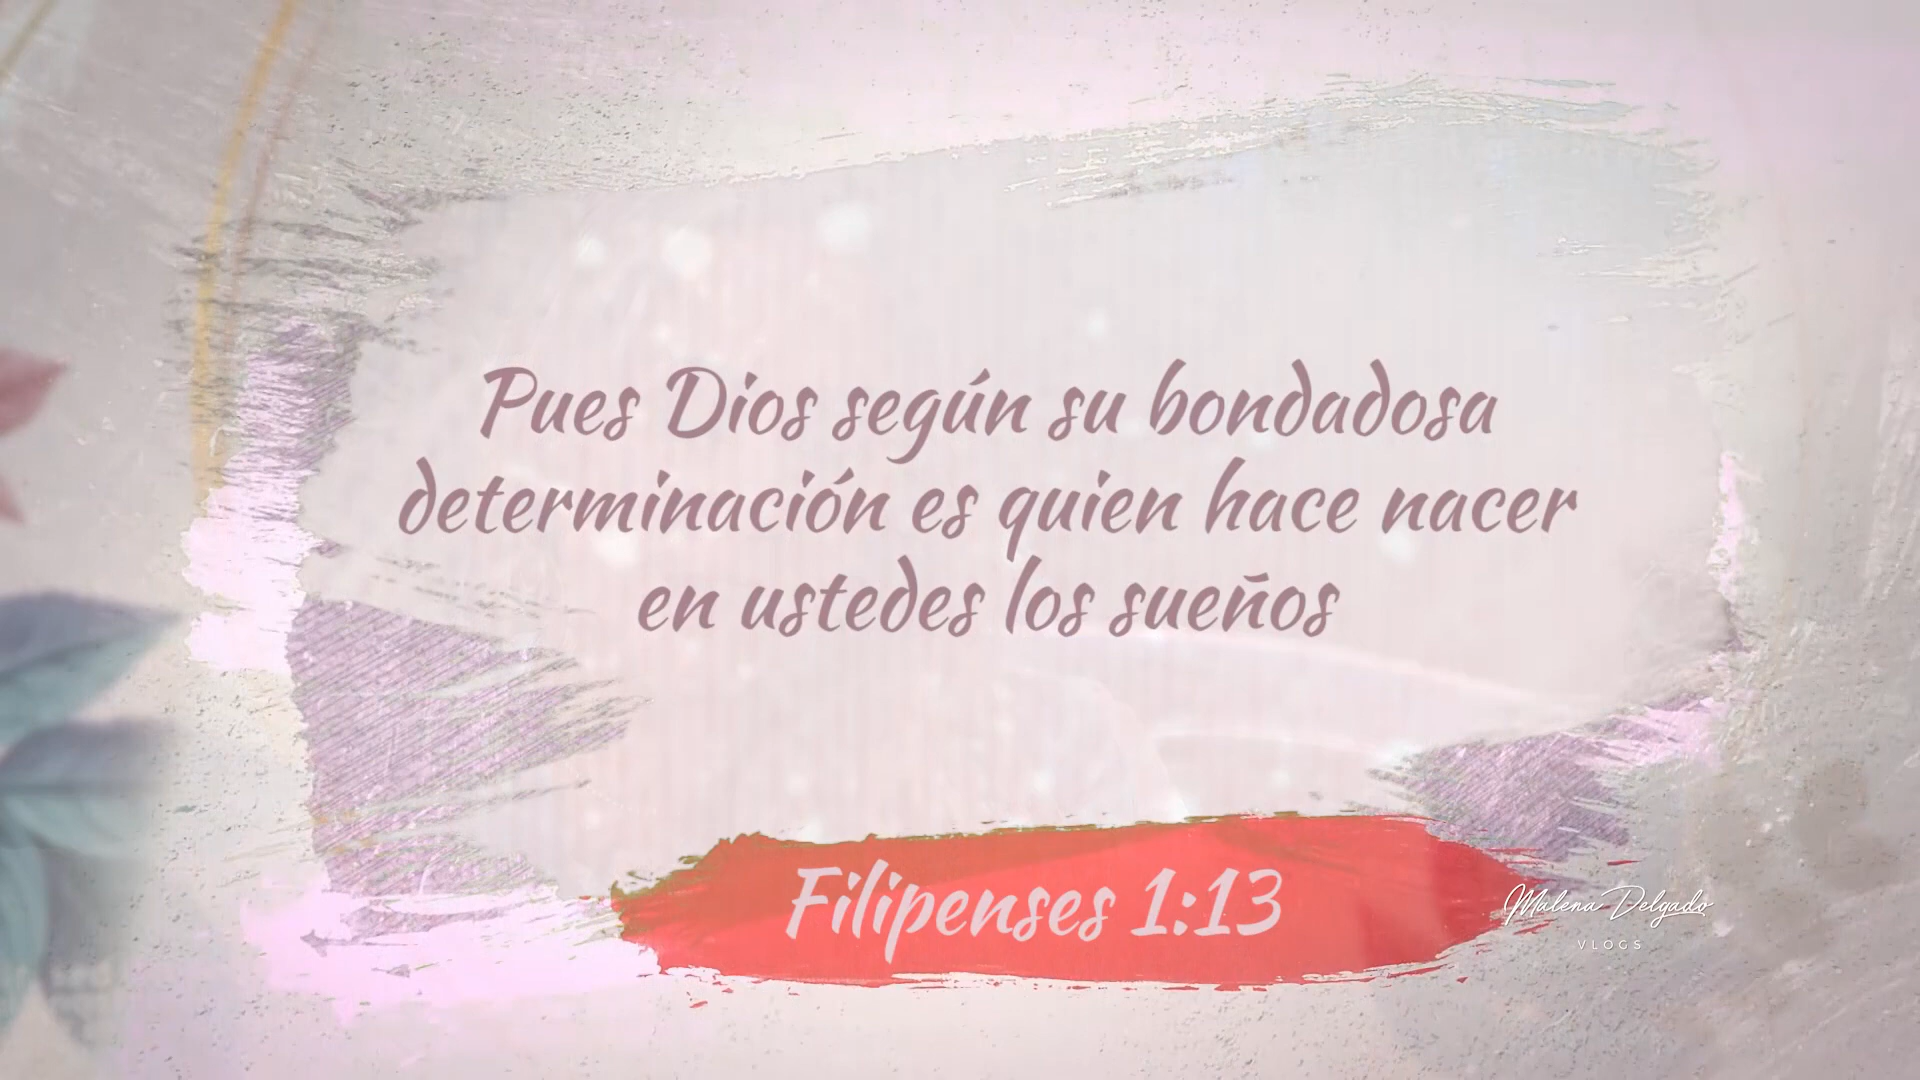 Pues Dios según su bondadosa
determinación es quien hace nacer
en ustedes los sueños
Filipenses 1:13
Malena Delgado
VLOGS